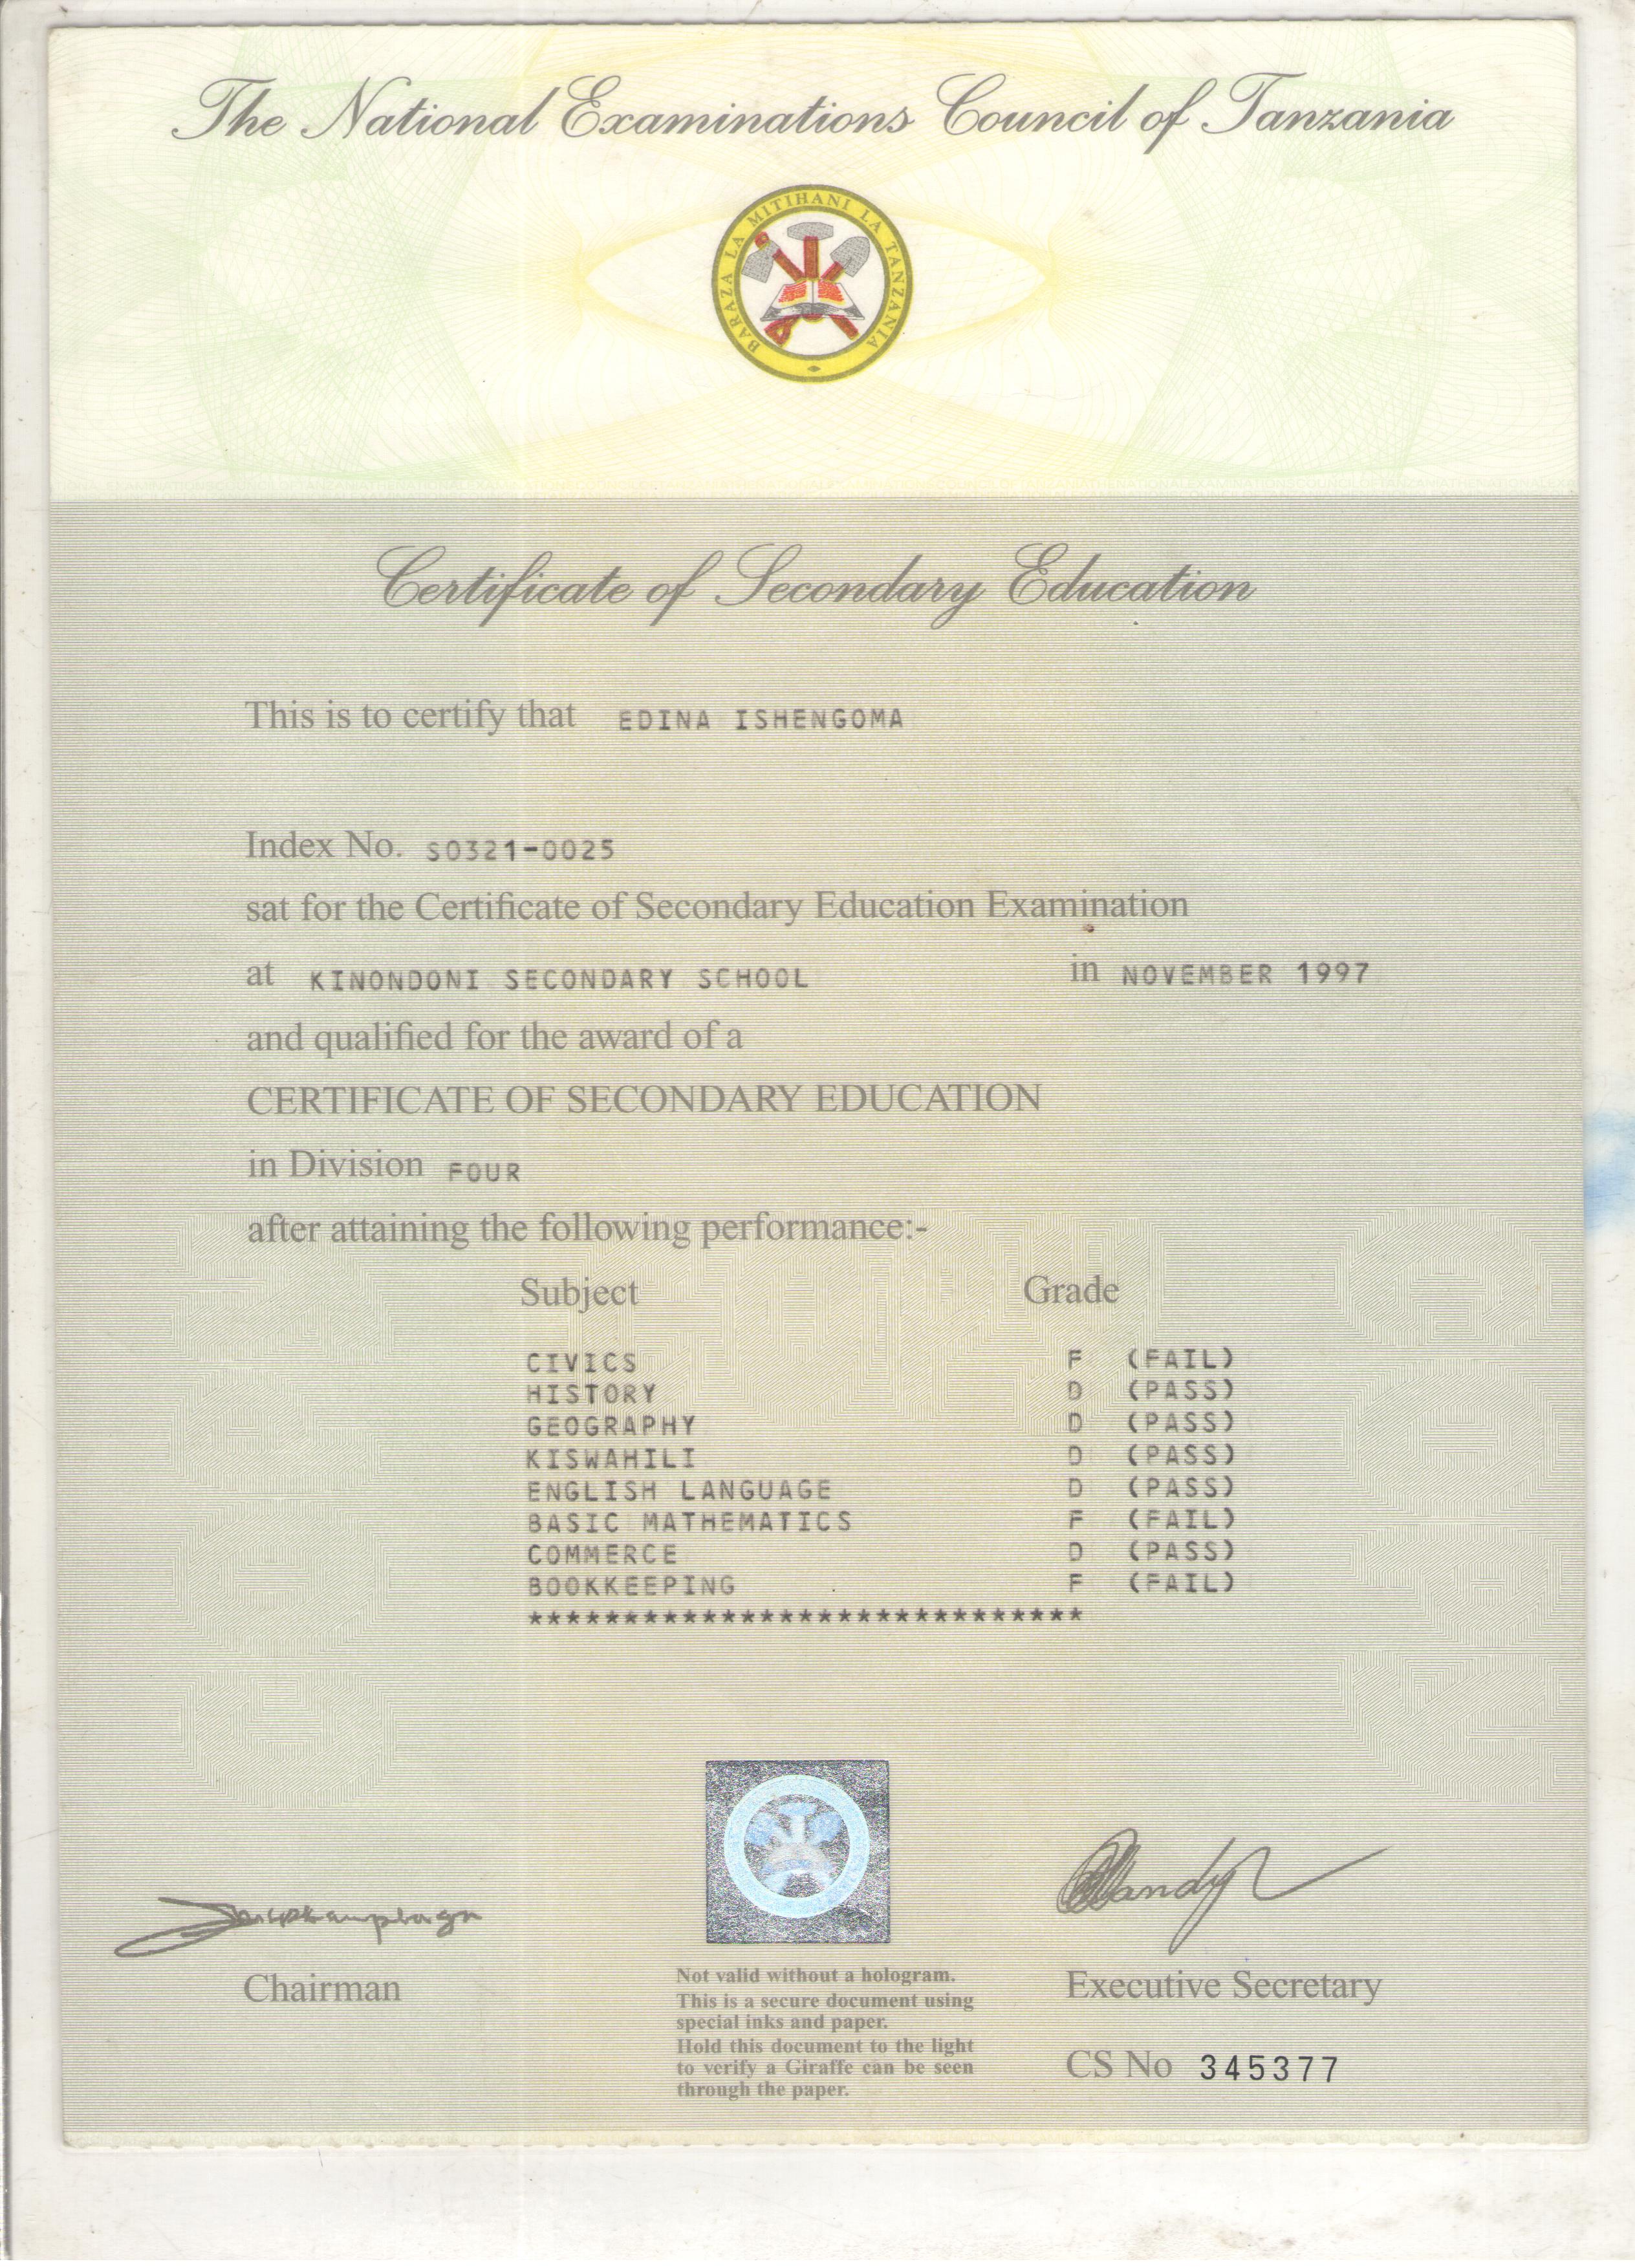 The National Examinations Council of Tanzania
BARAZA LA MITIHANI LA TANZANIA
Certificate of Secondary Education
This is to certify that EDINA ISHENGOMA
Index No. S0321-0025
sat for the Certificate of Secondary Education Examination
at KINONDONI SECONDARY SCHOOL in NOVEMBER 1997
and qualified for the award of a
CERTIFICATE OF SECONDARY EDUCATION
in Division FOUR
after attaining the following performance:-
Subject Grade
CIVICS F (FAIL)
HISTORY D (PASS)
GEOGRAPHY D (PASS)
KISWAHILI D (PASS)
ENGLISH LANGUAGE D (PASS)
BASIC MATHEMATICS F (FAIL)
COMMERCE D (PASS)
BOOKKEEPING F (FAIL)
*****************************
Chairman
Not valid without a hologram.
This is a secure document using
special inks and paper.
Hold this document to the light
to verify a Giraffe can be seen
through the paper.
Executive Secretary
CS No 345377